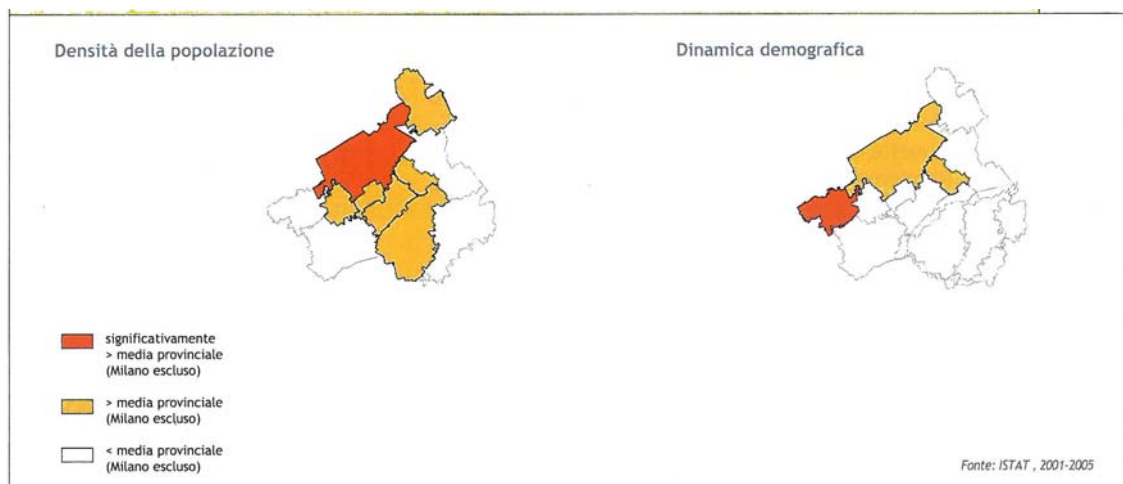 Densità della popolazione
Dinamica demografica
significativamente
> media provinciale
(Milano escluso)
> media provinciale
(Milano escluso)
< media provinciale
(Milano escluso)
Fonte: ISTAT , 2001-2005